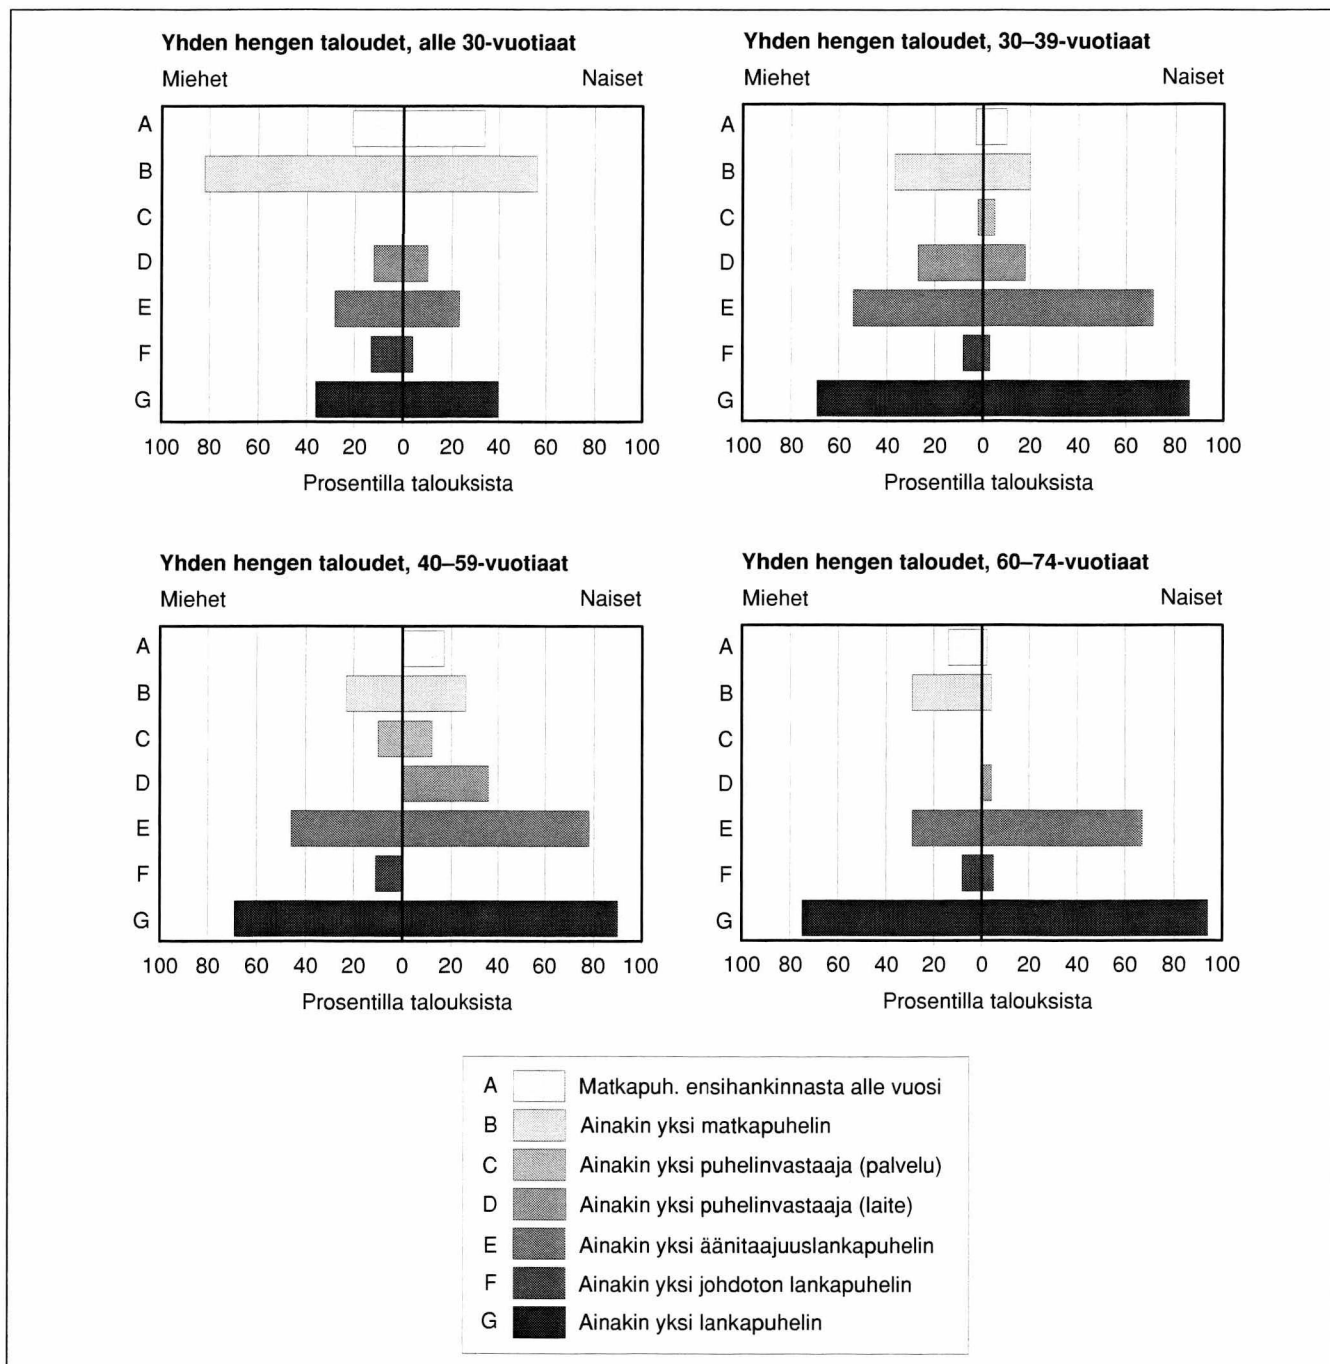 Yhden hengen taloudet, alle 30-vuotiaat
Miehet Naiset
A
B
C
D
E
F
G
100 80 60 40 20 0 20 40 60 80 100
Prosentilla talouksista
Yhden hengen taloudet, 30–39-vuotiaat
Miehet Naiset
A
B
C
D
E
F
G
100 80 60 40 20 0 20 40 60 80 100
Prosentilla talouksista
Yhden hengen taloudet, 40–59-vuotiaat
Miehet Naiset
A
B
C
D
E
F
G
100 80 60 40 20 0 20 40 60 80 100
Prosentilla talouksista
Yhden hengen taloudet, 60–74-vuotiaat
Miehet Naiset
A
B
C
D
E
F
G
100 80 60 40 20 0 20 40 60 80 100
Prosentilla talouksista
A Matkapuh. ensihankinnasta alle vuosi
B Ainakin yksi matkapuhelin
C Ainakin yksi puhelinvastaaja (palvelu)
D Ainakin yksi puhelinvastaaja (laite)
E Ainakin yksi äänitaajuuslankapuhelin
F Ainakin yksi johdoton lankapuhelin
G Ainakin yksi lankapuhelin